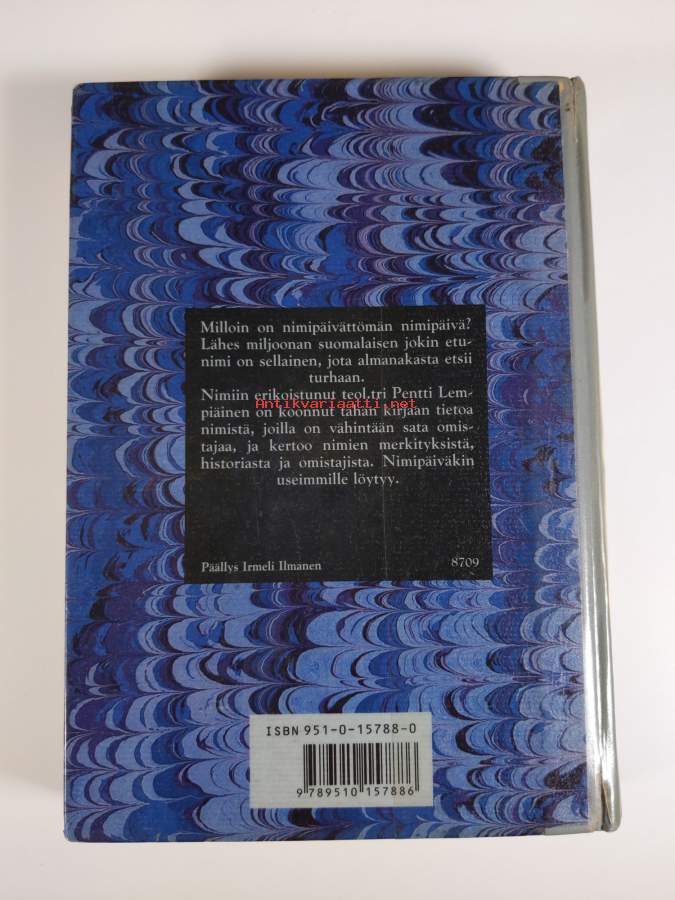 Milloin on nimipäivättömän nimipäivä?
Lähes miljoonan suomalaisen jokin etu-
nimi on sellainen, jota almanakasta etsii
turhaan.
Nimiin erikoistunut teol.tri Pentti Lem-
piäinen on koonnut tähän kirjaan tietoa
Antikvariaatti.net
nimistä, joilla on vähintään sata omis-
tajaa, ja kertoo nimien merkityksistä,
historiasta ja omistajista. Nimipäiväkin
useimmille löytyy.
Päällys Irmeli Ilmanen 8709
ISBN 951-0-15788-0
9 789510 157886